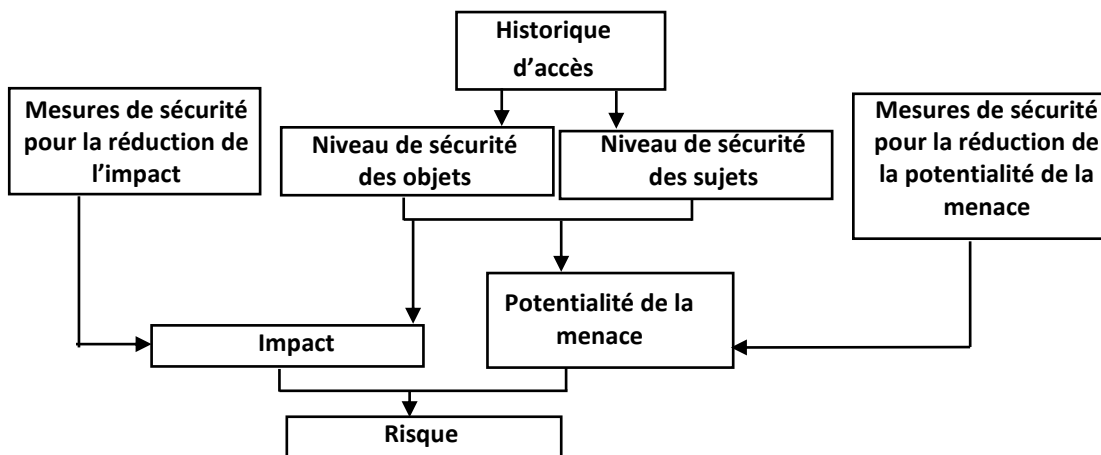 Historique
d’accès
Mesures de sécurité
pour la réduction de
l’impact
Niveau de sécurité
des objets
Niveau de sécurité
des sujets
Mesures de sécurité
pour la réduction de
la potentialité de la
menace
Potentialité de la
menace
Impact
Risque